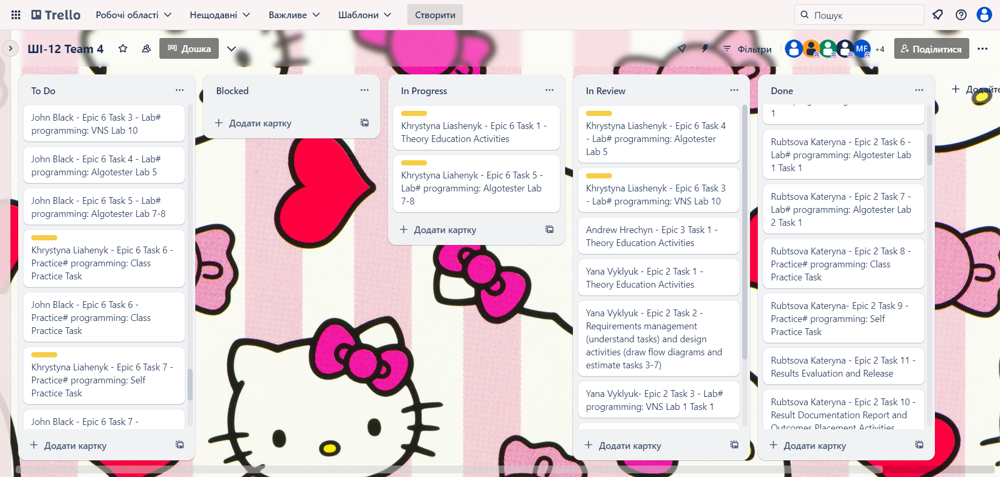 Trello
Робочі області
Нещодавні
Важливе
Шаблони
Створити
Пошук
ШІ-12 Team 4
Дошка
Фільтри
MF
+4
Поділитися
To Do
John Black - Epic 6 Task 3 - Lab#
programming: VNS Lab 10
John Black - Epic 6 Task 4 - Lab#
programming: Algotester Lab 5
John Black - Epic 6 Task 5 - Lab#
programming: Algotester Lab 7-8
Khrystyna Liahenyk - Epic 6 Task 6 -
Practice# programming: Class
Practice Task
John Black - Epic 6 Task 6 -
Practice# programming: Class
Practice Task
Khrystyna Liahenyk - Epic 6 Task 7 -
Practice# programming: Self
Practice Task
John Black - Epic 6 Task 7 -
Додати картку
Blocked
Додати картку
In Progress
Khrystyna Liashenyk - Epic 6 Task 1 -
Theory Education Activities
Khrystyna Liahenyk - Epic 6 Task 5 -
Lab# programming: Algotester Lab
7-8
Додати картку
In Review
Khrystyna Liashenyk - Epic 6 Task 4
- Lab# programming: Algotester
Lab 5
Khrystyna Liashenyk - Epic 6 Task 3
- Lab# programming: VNS Lab 10
Andrew Hrechyn - Epic 3 Task 1 -
Theory Education Activities
Yana Vyklyuk - Epic 2 Task 1 -
Theory Education Activities
Yana Vyklyuk - Epic 2 Task 2 -
Requirements management
(understand tasks) and design
activities (draw flow diagrams and
estimate tasks 3-7)
Yana Vyklyuk- Epic 2 Task 3 - Lab#
programming: VNS Lab 1 Task 1
Додати картку
Done
1
Rubtsova Kateryna - Epic 2 Task 6 -
Lab# programming: Algotester Lab
1 Task 1
Rubtsova Kateryna - Epic 2 Task 7 -
Lab# programming: Algotester Lab
2 Task 1
Rubtsova Kateryna - Epic 2 Task 8 -
Practice# programming: Class
Practice Task
Rubtsova Kateryna- Epic 2 Task 9 -
Practice# programming: Self
Practice Task
Rubtsova Kateryna - Epic 2 Task 11 -
Results Evaluation and Release
Rubtsova Kateryna - Epic 2 Task 10 -
Result Documentation Report and
Outcomes Placement Activities
Додати картку
Додайте